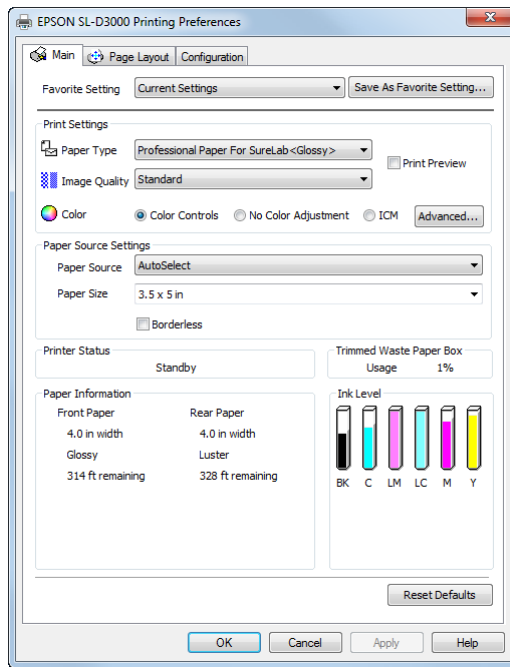 EPSON SL-D3000 Printing Preferences
Main Page Layout Configuration
Favorite Setting Current Settings Save As Favorite Setting...
Print Settings
Paper Type Professional Paper For SureLab<Glossy>
Print Preview
Image Quality Standard
Color Color Controls No Color Adjustment ICM Advanced...
Paper Source Settings
Paper Source AutoSelect
Paper Size 3.5 x 5 in
Borderless
Printer Status
Standby
Trimmed Waste Paper Box
Usage 1%
Paper Information
Front Paper Rear Paper
4.0 in width 4.0 in width
Glossy Luster
314 ft remaining 328 ft remaining
Ink Level
BK C LM LC M Y
Reset Defaults
OK Cancel Apply Help